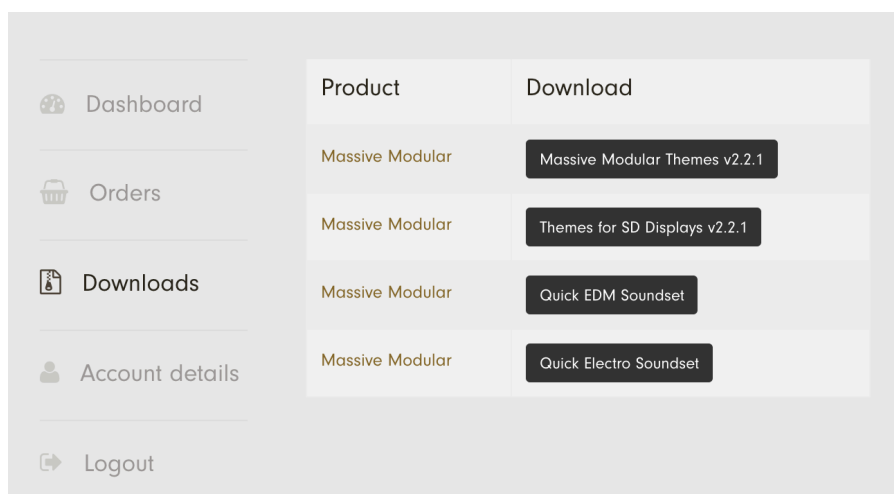 Dashboard
Orders
Downloads
Account details
Logout
Product Download
Massive Modular Massive Modular Themes v2.2.1
Massive Modular Themes for SD Displays v2.2.1
Massive Modular Quick EDM Soundset
Massive Modular Quick Electro Soundset